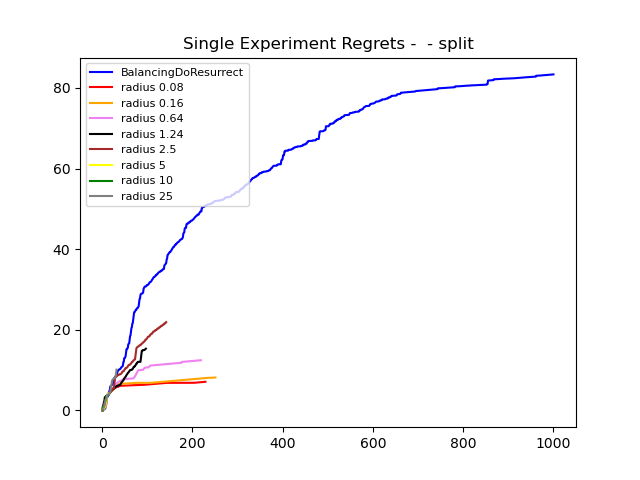 Single Experiment Regrets -  - split
BalancingDoResurrect
radius 0.08
radius 0.16
radius 0.64
radius 1.24
radius 2.5
radius 5
radius 10
radius 25
80
60
40
20
0
0 200 400 600 800 1000